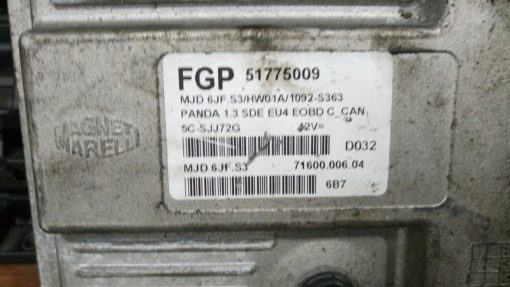 MAGNETI
MARELLI
FGP 51775009
MJD 6JF.S3/HW01A/1092-S363
PANDA 1.3 SDE EU4 EOBD C_CAN
5C-SJJ72G 12V=
D032
MJD 6JF.S3 71600.006.04
6B7